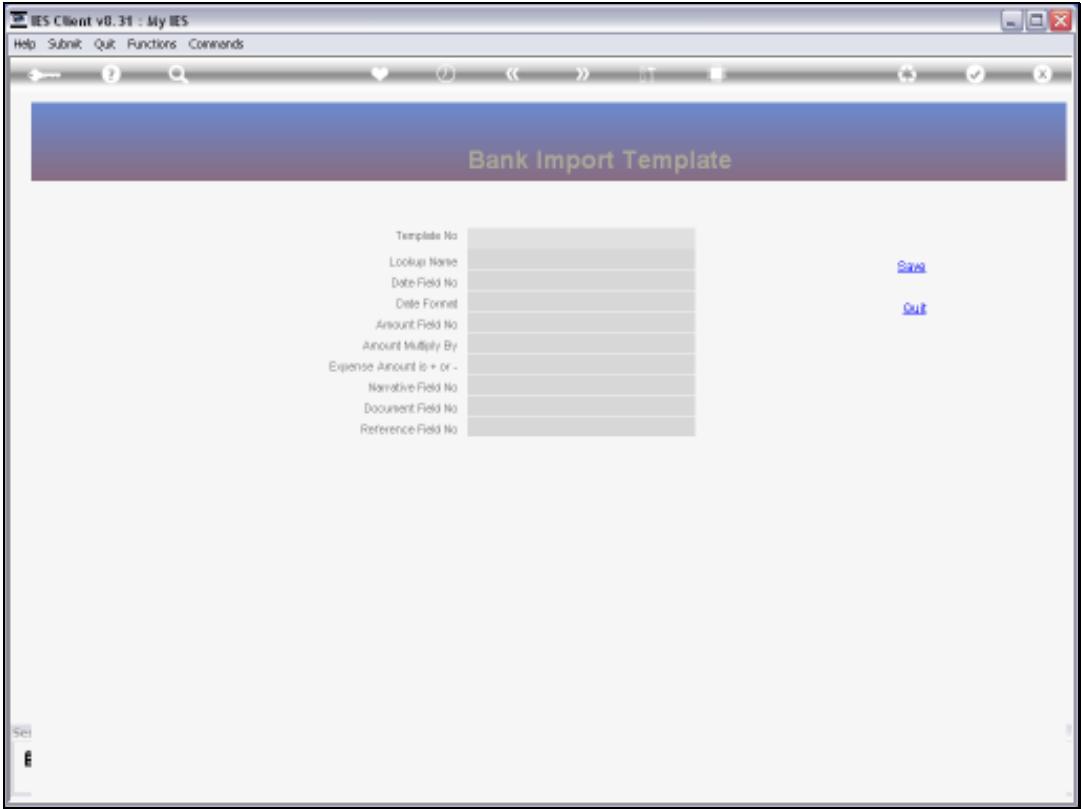 IES Client v8.31 : My IES
Help Submit Quit Functions Commands
Bank Import Template
Template No
Lookup Name
Save
Date Field No
Date Format
Quit
Amount Field No
Amount Multiply By
Expense Amount is + or -
Narrative Field No
Document Field No
Reference Field No